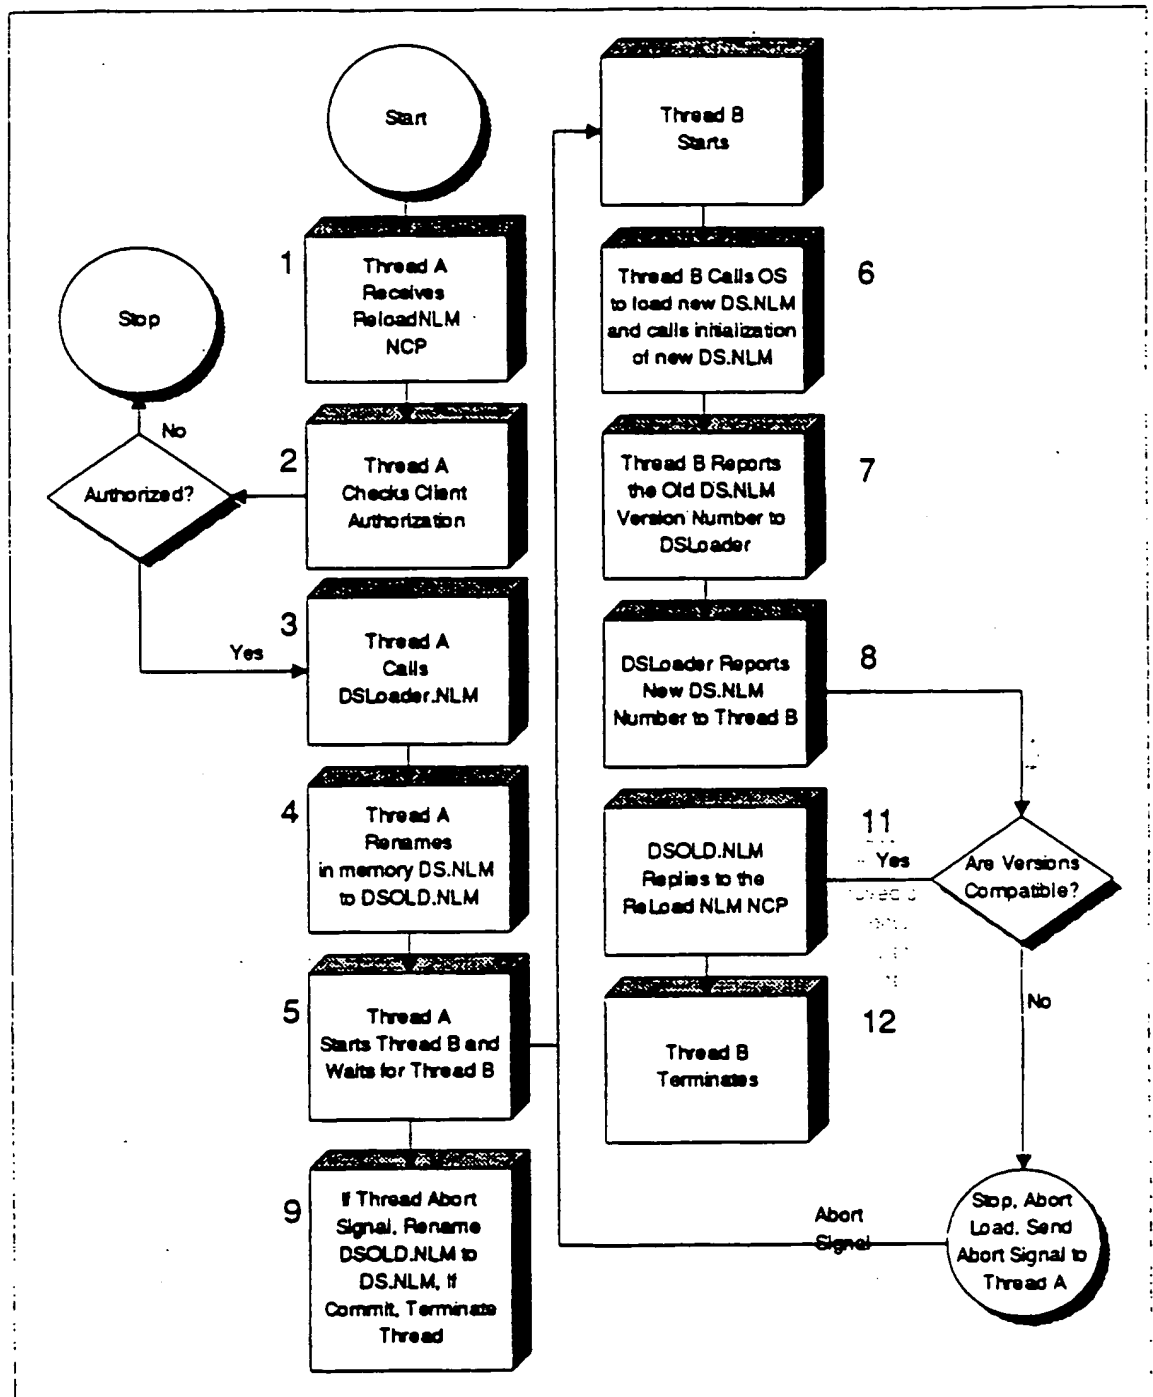 Start
1
Thread A
Receives
ReloadNLM
NCP
Stop
No
Authorized?
2
Thread A
Checks Client
Authorization
Yes
3
Thread A
Calls
DSLoader.NLM
4
Thread A
Renames
in memory DS.NLM
to DSOLD.NLM
5
Thread A
Starts Thread B and
Waits for Thread B
9
If Thread Abort
Signal, Rename
DSOLD.NLM to
DS.NLM, If
Commit, Terminate
Thread
Thread B
Starts
6
Thread B Calls OS
to load new DS.NLM
and calls initialization
of new DS.NLM
7
Thread B Reports
the Old DS.NLM
Version Number to
DSLoader
8
DSLoader Reports
New DS.NLM
Number to Thread B
Are Versions
Compatible?
Yes
11
DSOLD.NLM
Replies to the
ReLoad NLM NCP
12
Thread B
Terminates
No
Stop, Abort
Load, Send
Abort Signal to
Thread A
Abort
Signal